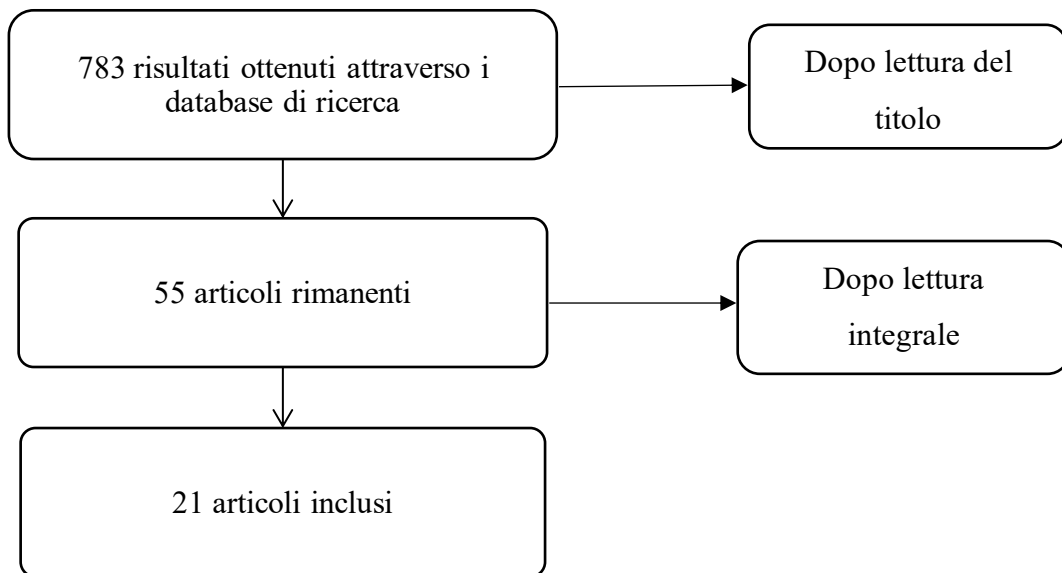 783 risultati ottenuti attraverso i
database di ricerca
Dopo lettura del
titolo
55 articoli rimanenti
Dopo lettura
integrale
21 articoli inclusi